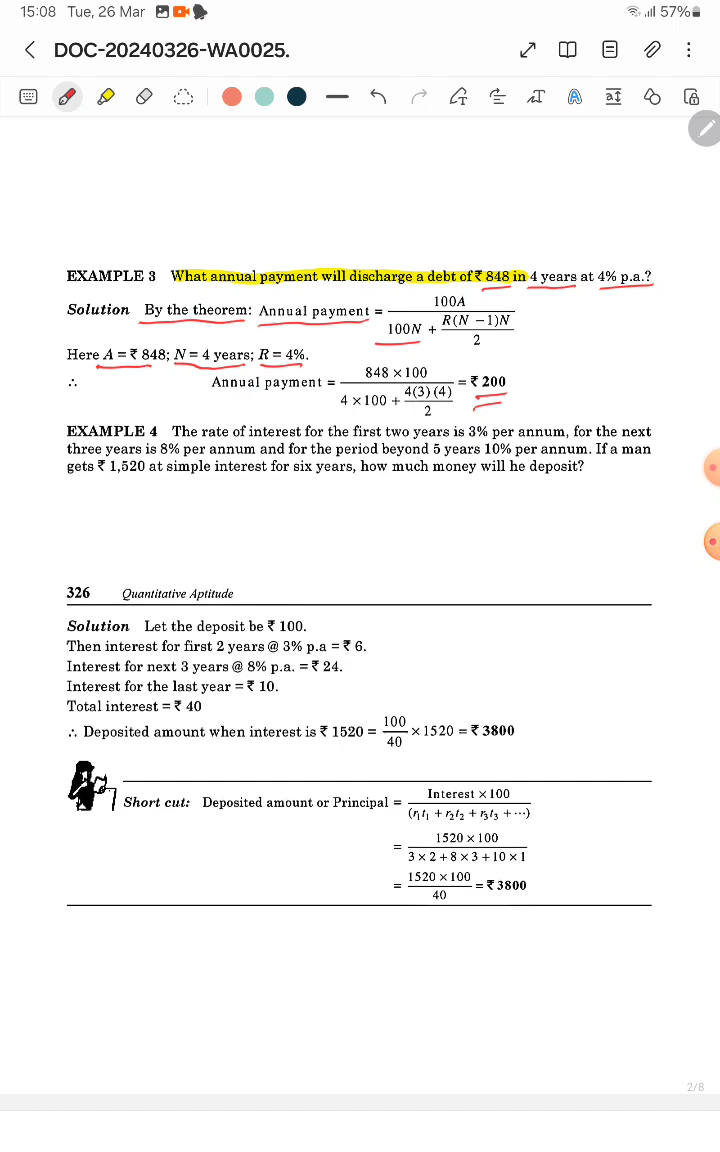 15:08 Tue, 26 Mar 57%
DOC-20240326-WA0025.
EXAMPLE 3 What annual payment will discharge a debt of ₹ 848 in 4 years at 4% p.a.?
Solution By the theorem: Annual payment = 100A / (100N + R(N − 1)N / 2)
Here A = ₹ 848; N = 4 years; R = 4%.
∴ Annual payment = 848 × 100 / (4 × 100 + 4(3)(4) / 2) = ₹ 200
EXAMPLE 4 The rate of interest for the first two years is 3% per annum, for the next
three years is 8% per annum and for the period beyond 5 years 10% per annum. If a man
gets ₹ 1,520 at simple interest for six years, how much money will he deposit?
326 Quantitative Aptitude
Solution Let the deposit be ₹ 100.
Then interest for first 2 years @ 3% p.a = ₹ 6.
Interest for next 3 years @ 8% p.a. = ₹ 24.
Interest for the last year = ₹ 10.
Total interest = ₹ 40
∴ Deposited amount when interest is ₹ 1520 = 100 / 40 × 1520 = ₹ 3800
Short cut: Deposited amount or Principal = Interest × 100 / (r₁t₁ + r₂t₂ + r₃t₃ + ⋯)
= 1520 × 100 / 3 × 2 + 8 × 3 + 10 × 1
= 1520 × 100 / 40 = ₹ 3800
2/8